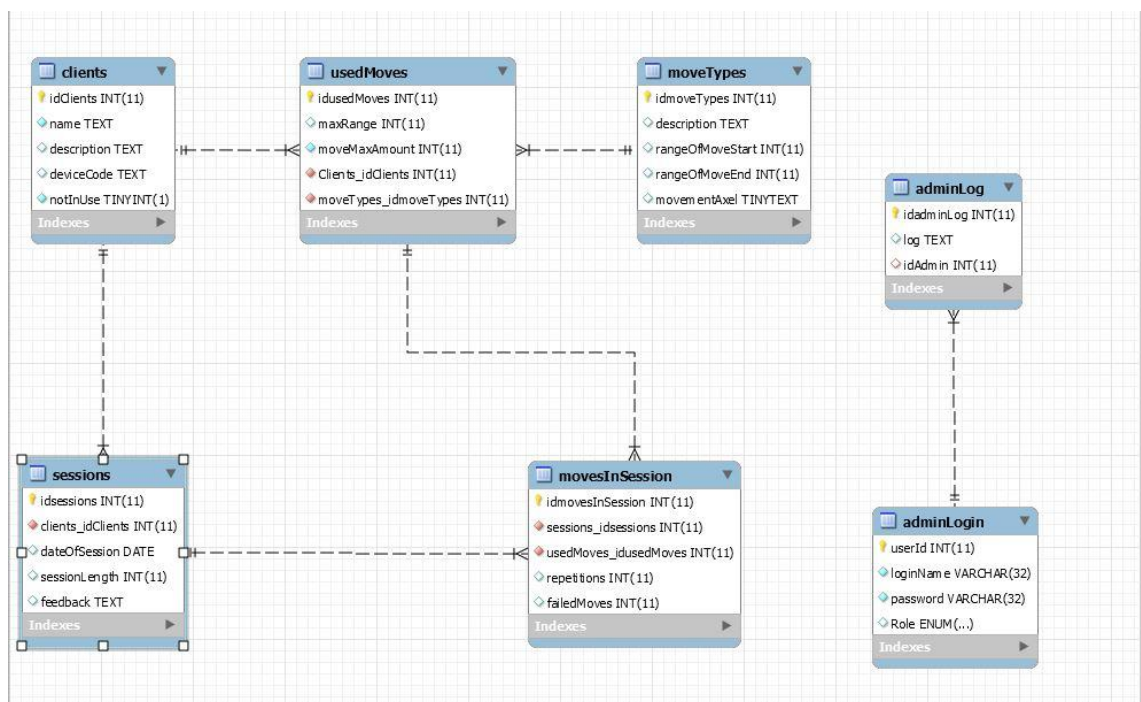 clients
idClients INT(11)
name TEXT
description TEXT
deviceCode TEXT
notInUse TINYINT(1)
Indexes
usedMoves
idusedMoves INT(11)
maxRange INT(11)
moveMaxAmount INT(11)
Clients_idClients INT(11)
moveTypes_idmoveTypes INT(11)
Indexes
moveTypes
idmoveTypes INT(11)
description TEXT
rangeOfMoveStart INT(11)
rangeOfMoveEnd INT(11)
movementAxel TINYTEXT
Indexes
adminLog
idadminLog INT(11)
log TEXT
idAdmin INT(11)
Indexes
sessions
idsessions INT(11)
clients_idClients INT(11)
dateOfSession DATE
sessionLength INT(11)
feedback TEXT
Indexes
movesInSession
idmovesInSession INT(11)
sessions_idsessions INT(11)
usedMoves_idusedMoves INT(11)
repetitions INT(11)
failedMoves INT(11)
Indexes
adminLogin
userId INT(11)
loginName VARCHAR(32)
password VARCHAR(32)
Role ENUM(...)
Indexes